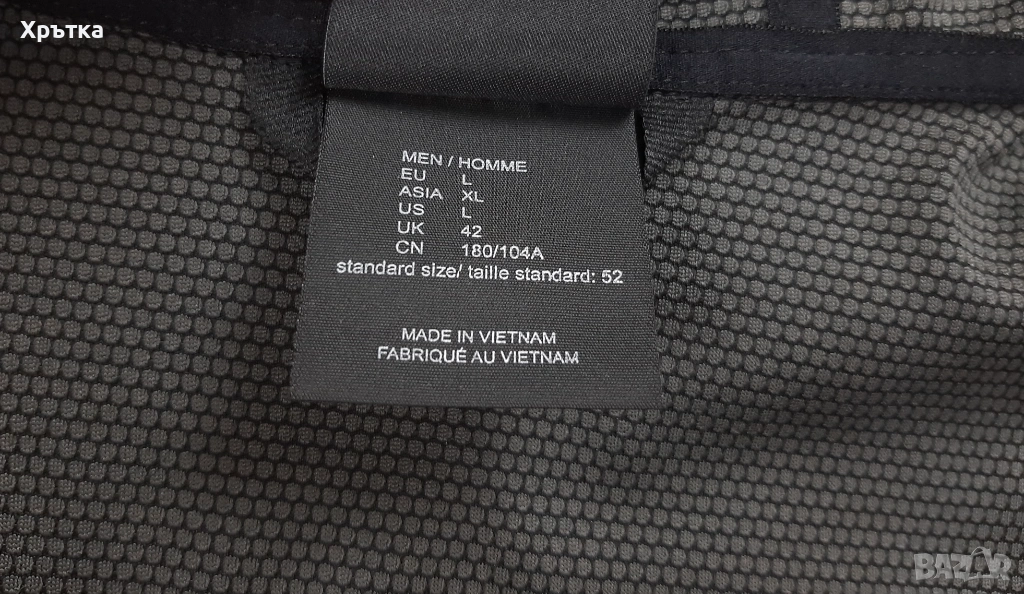 Хрътка
MEN / HOMME
EU L
ASIA XL
US L
UK 42
CN 180/104A
standard size/ taille standard: 52
MADE IN VIETNAM
FABRIQUÉ AU VIETNAM
BAZAR